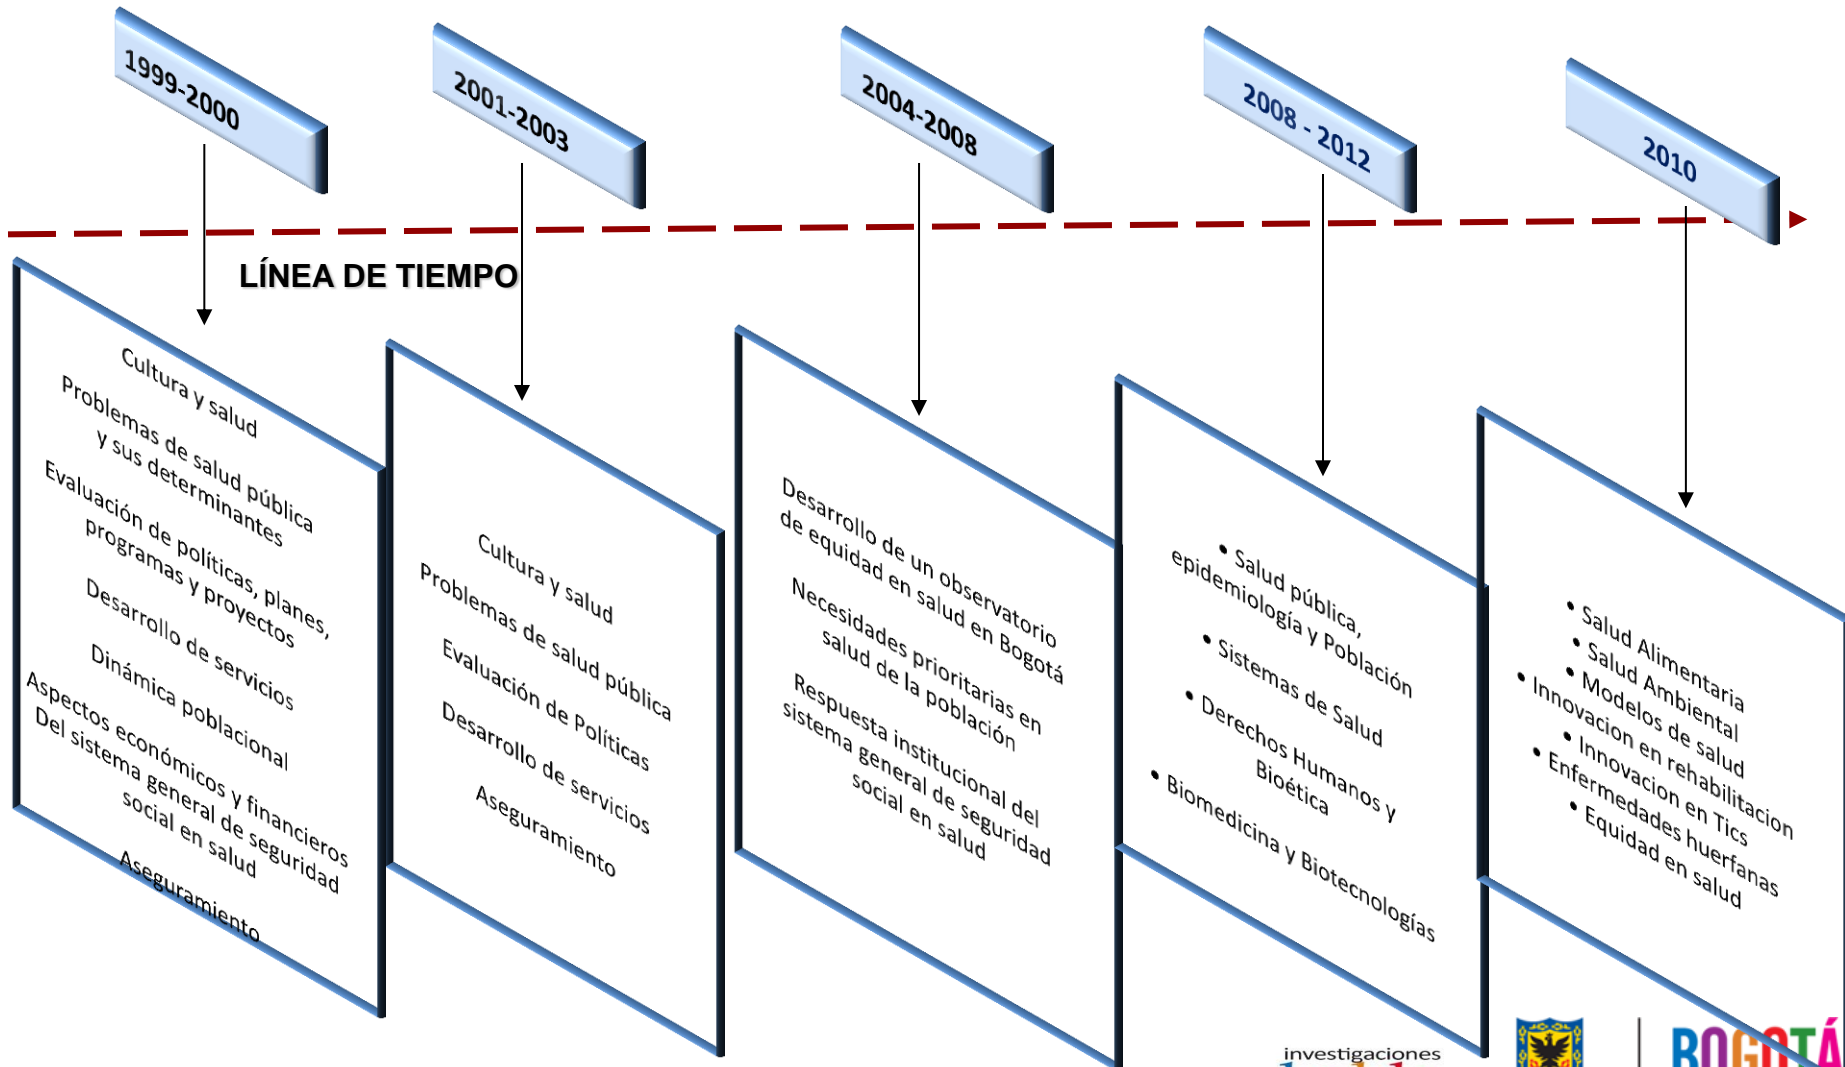 1999-2000
2001-2003
2004-2008
2008 - 2012
2010
LÍNEA DE TIEMPO
Cultura y salud
Problemas de salud pública
y sus determinantes
Evaluación de políticas, planes,
programas y proyectos
Desarrollo de servicios
Dinámica poblacional
Aspectos económicos y financieros
Del sistema general de seguridad
social en salud
Aseguramiento
Cultura y salud
Problemas de salud pública
Evaluación de Políticas
Desarrollo de servicios
Aseguramiento
Desarrollo de un observatorio
de equidad en salud en Bogotá
Necesidades prioritarias en
salud de la población
Respuesta institucional del
sistema general de seguridad
social en salud
• Salud pública,
epidemiología y Población
• Sistemas de Salud
• Derechos Humanos y
Bioética
• Biomedicina y Biotecnologías
• Salud Alimentaria
• Salud Ambiental
• Modelos de salud
• Innovacion en rehabilitacion
• Innovacion en Tics
• Enfermedades huerfanas
• Equidad en salud
investigaciones
BOGOTÁ